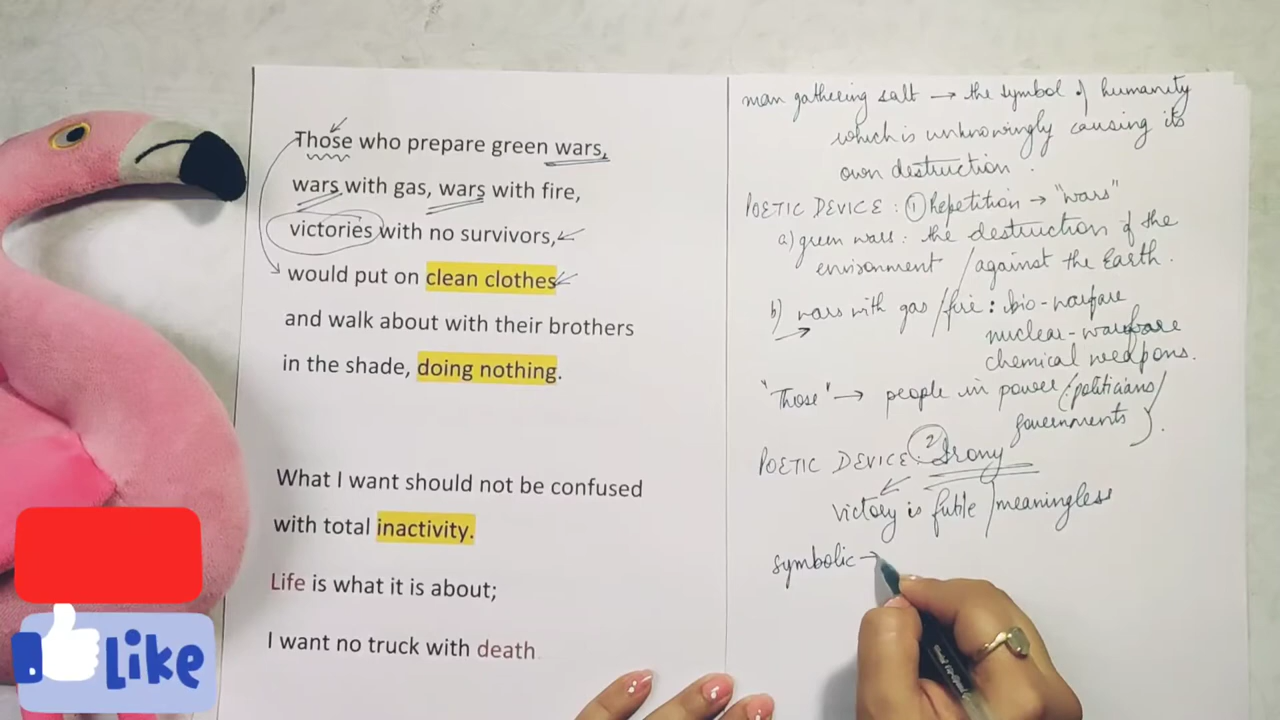 Those who prepare green wars,
wars with gas, wars with fire,
victories with no survivors,
would put on clean clothes
and walk about with their brothers
in the shade, doing nothing.
What I want should not be confused
with total inactivity.
Life is what it is about;
I want no truck with death
man gathering salt → the symbol of humanity
which is unknowingly causing its
own destruction.
POETIC DEVICE: ① Repetition → "wars"
a) green wars: the destruction of the
environment / against the Earth.
b) wars with gas/fire: bio-warfare
nuclear-warfare
chemical weapons.
"Those" → people in power (politicians/
governments).
POETIC DEVICE: ② Irony
victory is futile / meaningless
symbolic →
Like